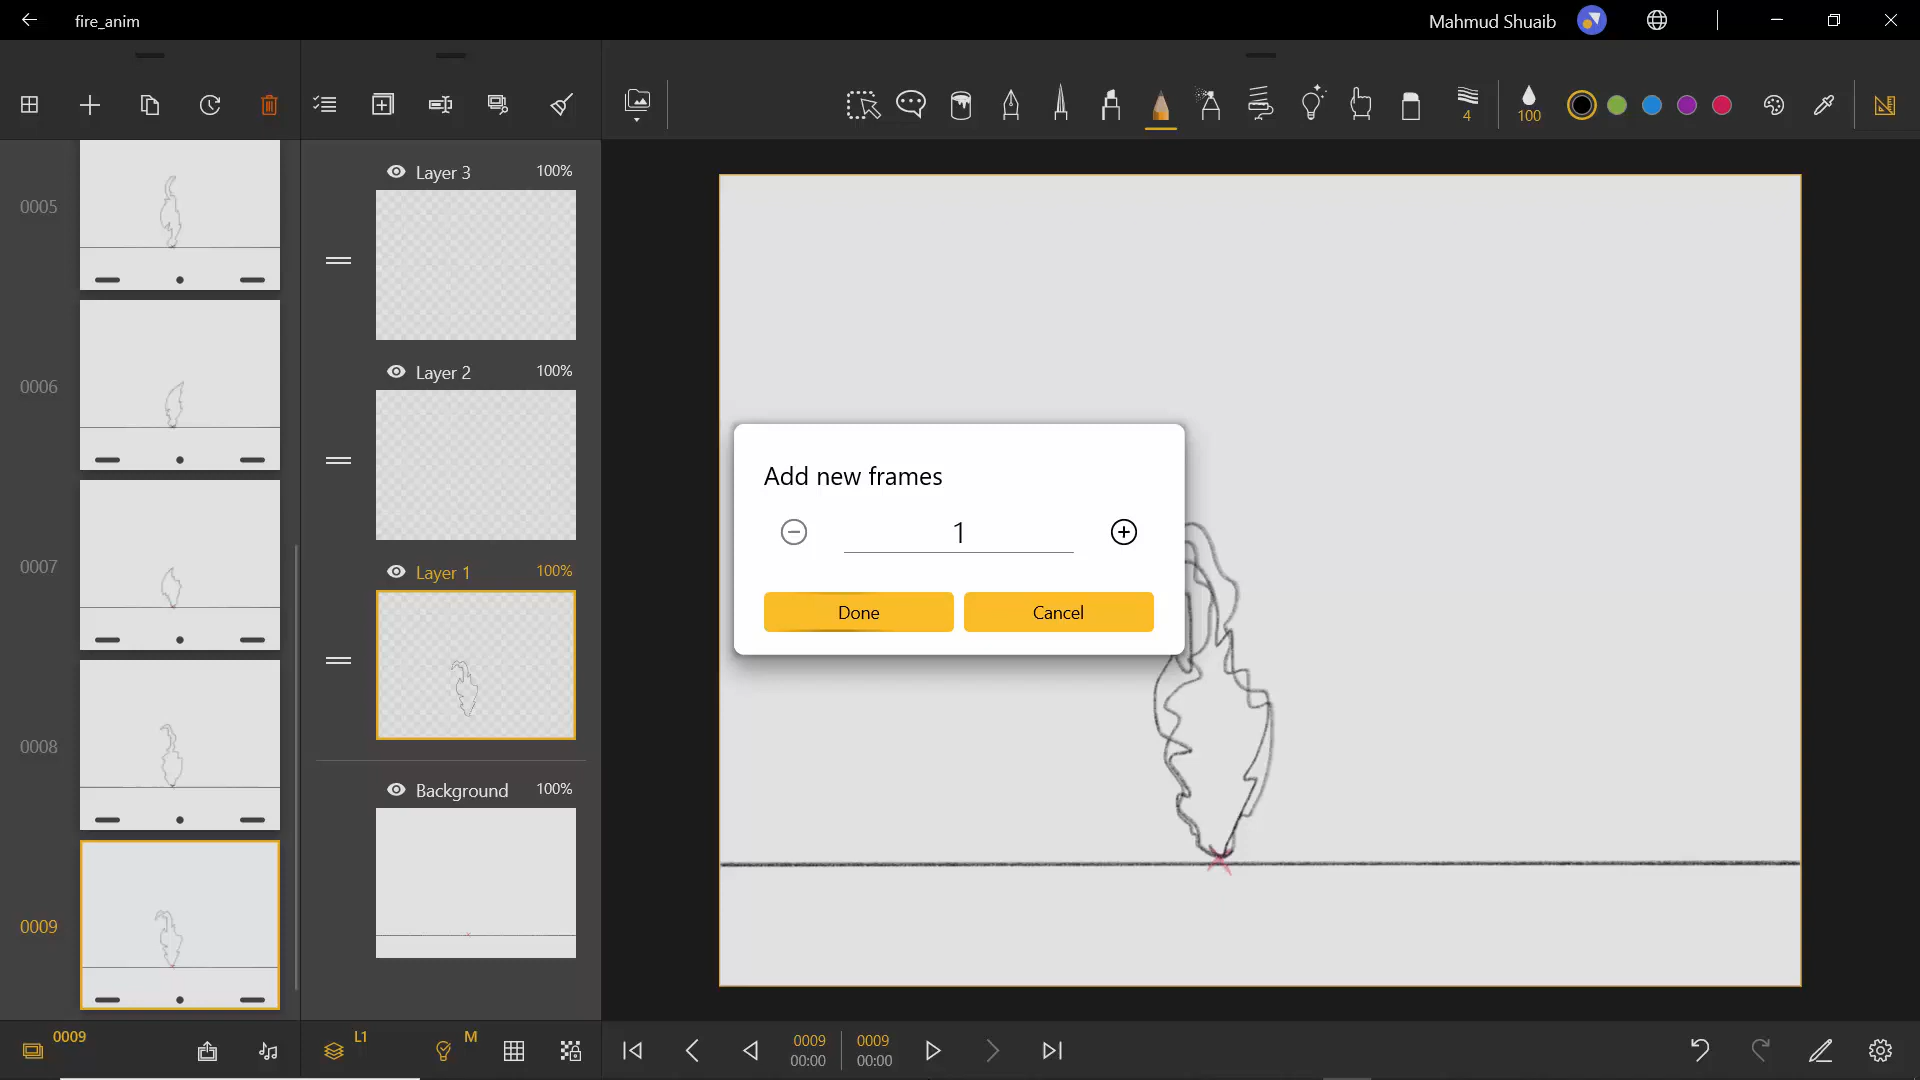 fire_anim
Mahmud Shuaib
4
100
0005
0006
0007
0008
0009
Layer 3 100%
Layer 2 100%
Layer 1 100%
Background 100%
Add new frames
1
Done Cancel
0009
L1
M
0009 0009
00:00 00:00